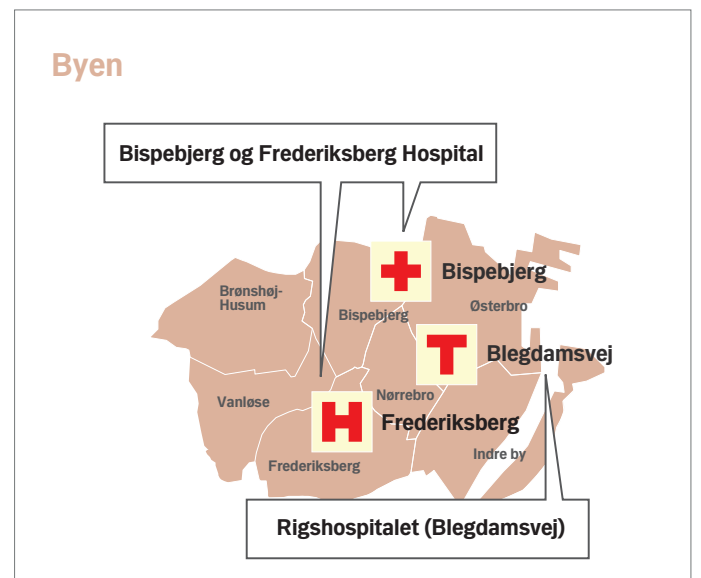 Byen
Bispebjerg og Frederiksberg Hospital
Bispebjerg
Brønshøj-
Husum
Bispebjerg
Østerbro
T
Blegdamsvej
Vanløse
Nørrebro
H
Frederiksberg
Frederiksberg
Indre by
Rigshospitalet (Blegdamsvej)